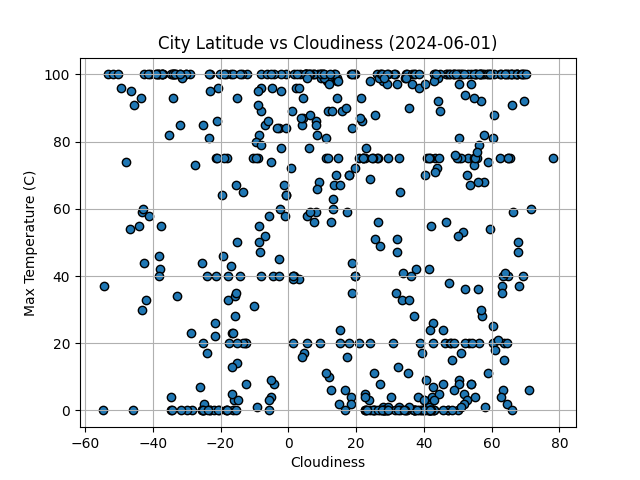 City Latitude vs Cloudiness (2024-06-01)
100
80
60
40
20
0
Max Temperature (C)
−60 −40 −20 0 20 40 60 80
Cloudiness